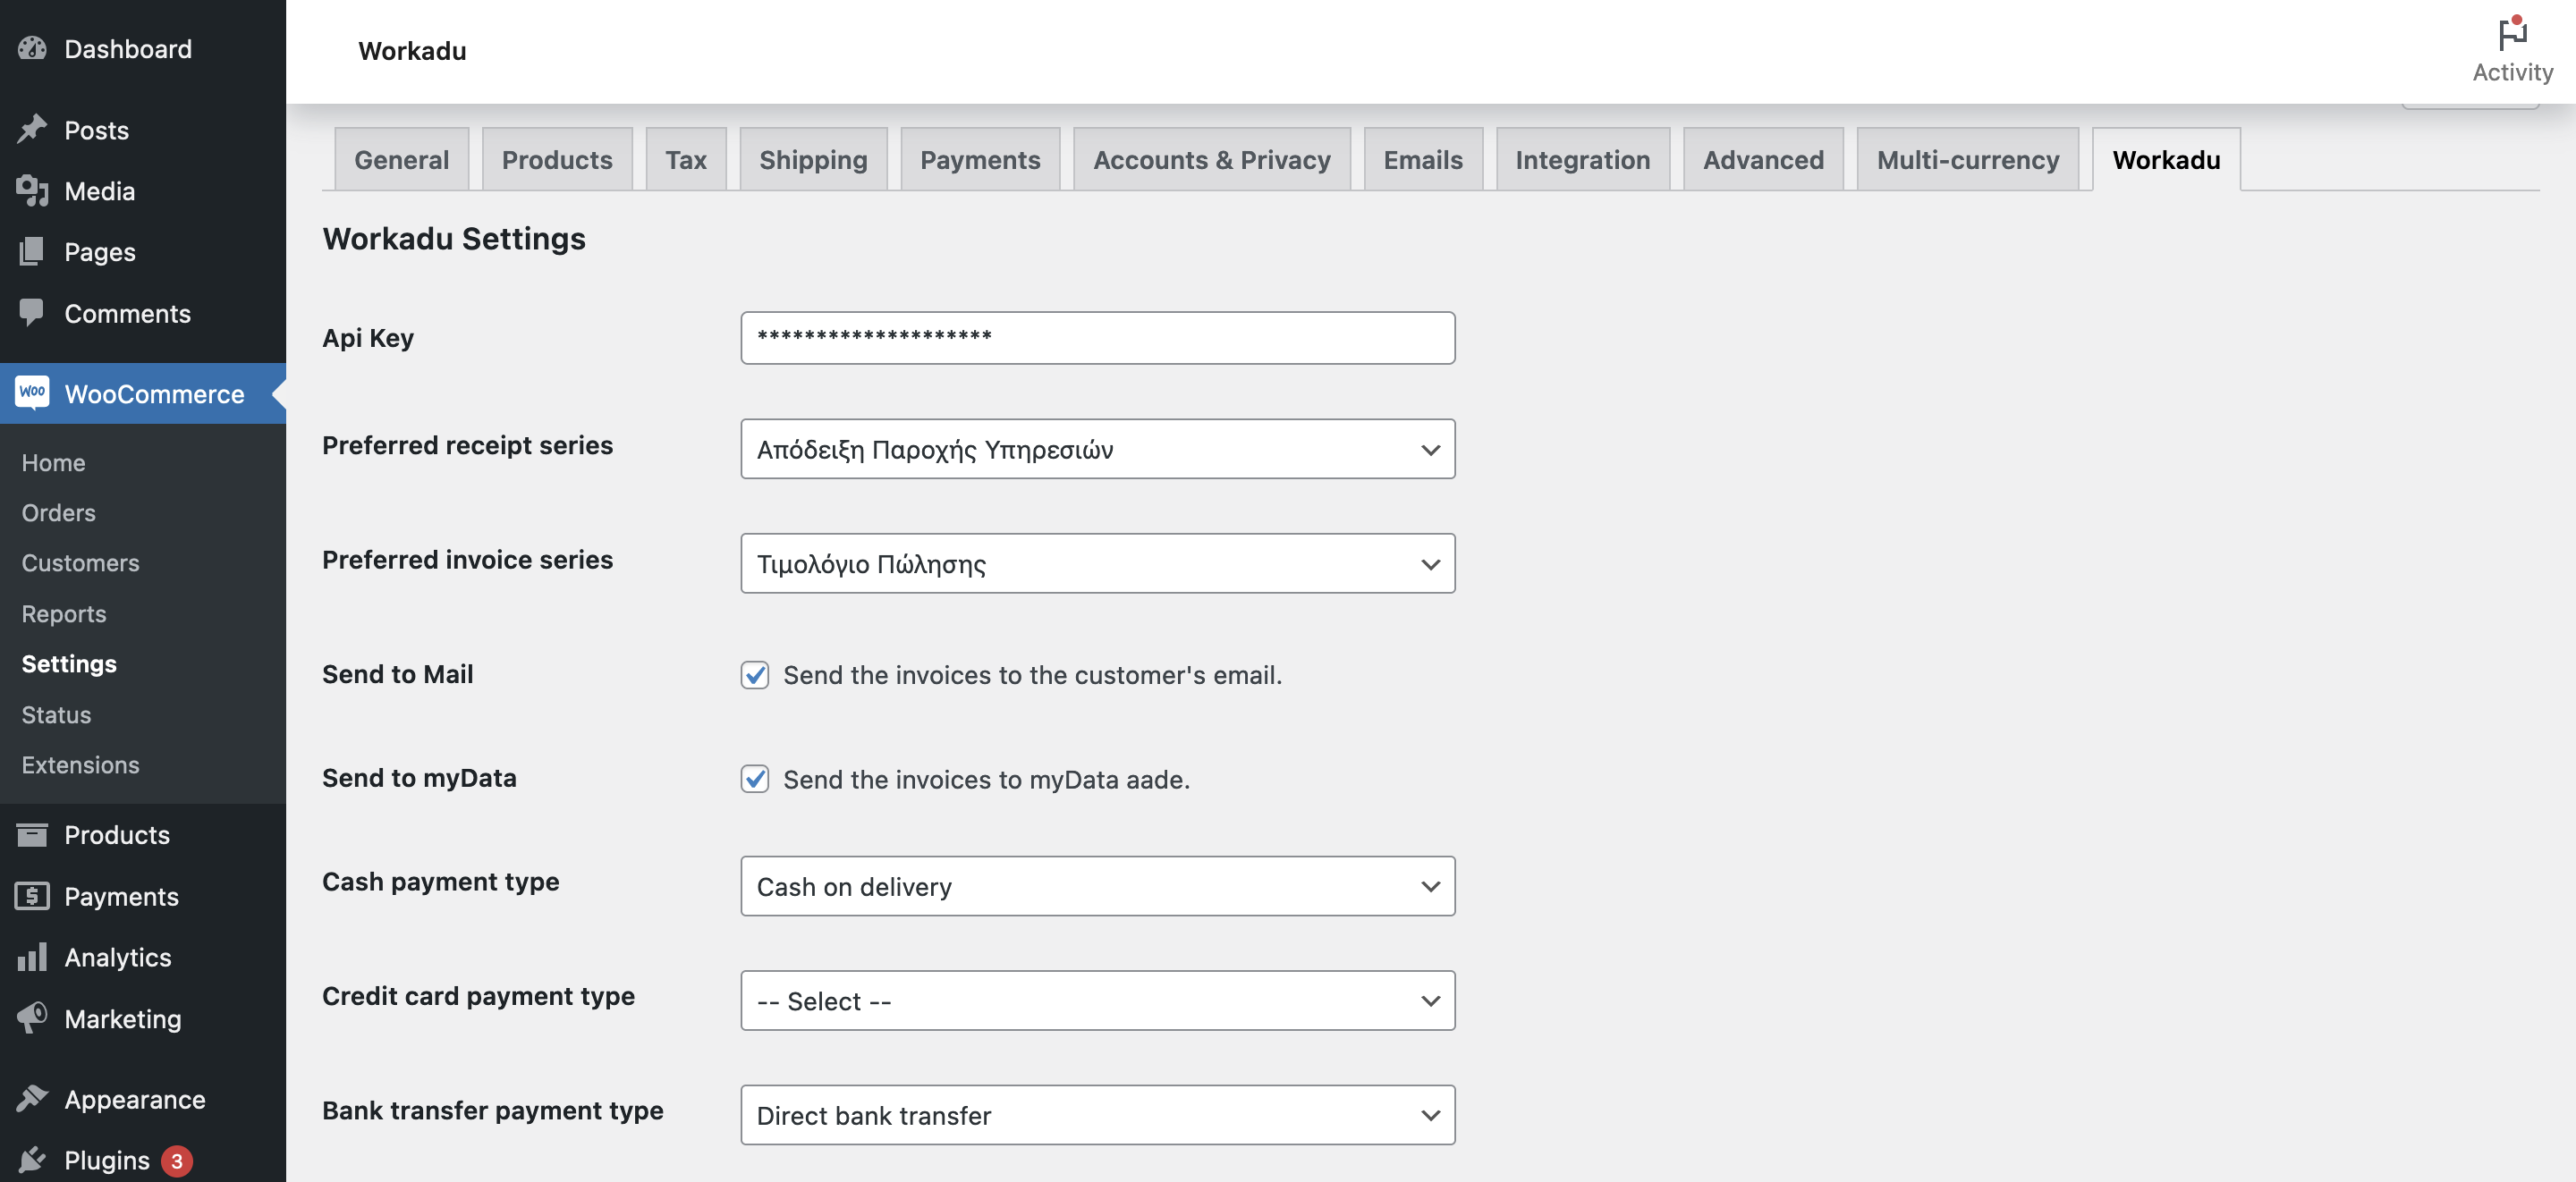 Dashboard
Posts
Media
Pages
Comments
Woo WooCommerce
Home
Orders
Customers
Reports
Settings
Status
Extensions
Products
Payments
Analytics
Marketing
Appearance
Plugins 3
Workadu
Activity
General Products Tax Shipping Payments Accounts & Privacy Emails Integration Advanced Multi-currency Workadu
Workadu Settings
Api Key ********************
Preferred receipt series Απόδειξη Παροχής Υπηρεσιών
Preferred invoice series Τιμολόγιο Πώλησης
Send to Mail Send the invoices to the customer's email.
Send to myData Send the invoices to myData aade.
Cash payment type Cash on delivery
Credit card payment type -- Select --
Bank transfer payment type Direct bank transfer